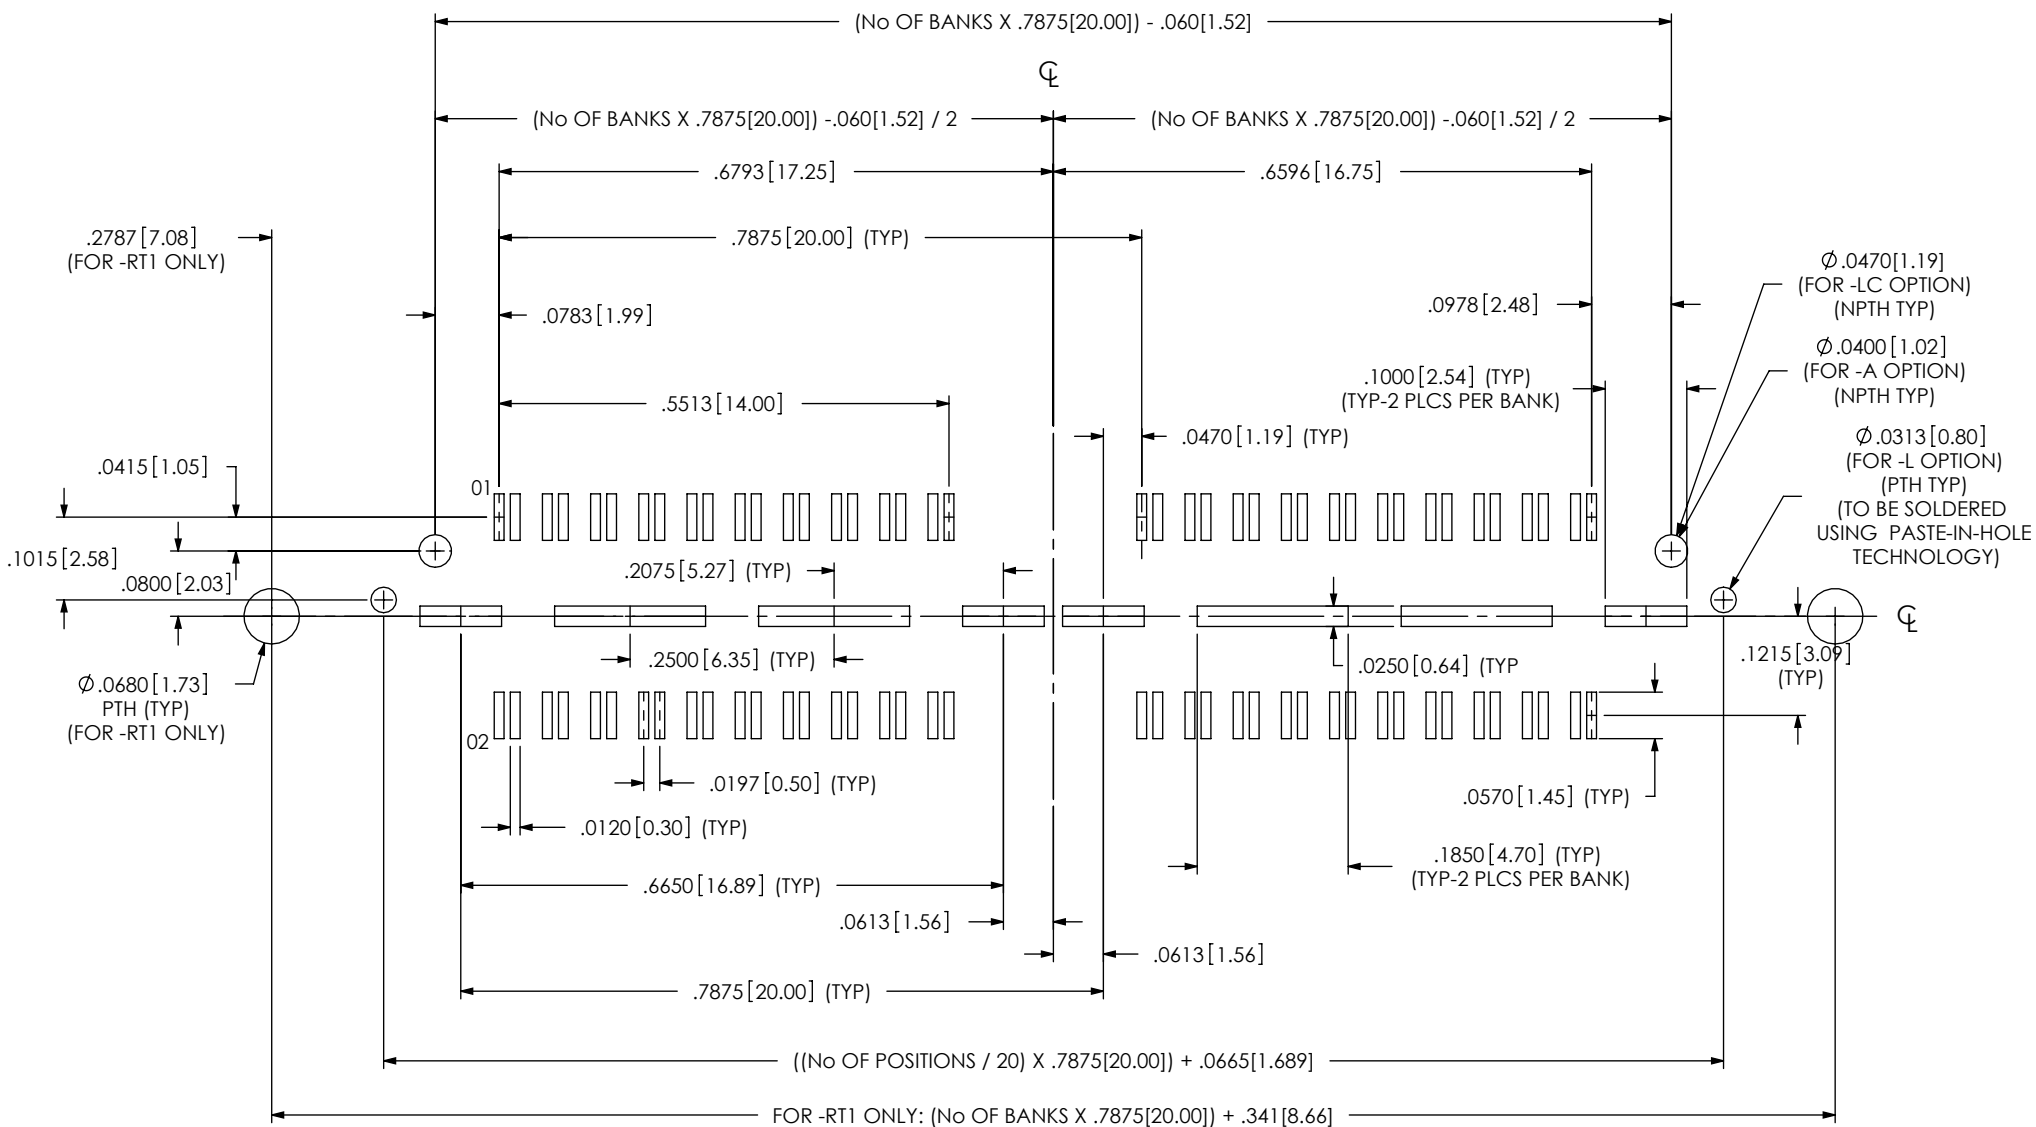 (No OF BANKS X .7875[20.00]) - .060[1.52]
℄
(No OF BANKS X .7875[20.00]) -.060[1.52] / 2
(No OF BANKS X .7875[20.00]) -.060[1.52] / 2
.6793[17.25]
.6596[16.75]
.2787[7.08]
(FOR -RT1 ONLY)
.7875[20.00] (TYP)
Ø.0470[1.19]
(FOR -LC OPTION)
(NPTH TYP)
.0783[1.99]
.0978[2.48]
Ø.0400[1.02]
(FOR -A OPTION)
(NPTH TYP)
.1000[2.54] (TYP)
(TYP-2 PLCS PER BANK)
.5513[14.00]
.0470[1.19] (TYP)
Ø.0313[0.80]
(FOR -L OPTION)
(PTH TYP)
(TO BE SOLDERED
USING PASTE-IN-HOLE
TECHNOLOGY)
.0415[1.05]
01
.1015[2.58]
.0800[2.03]
.2075[5.27] (TYP)
℄
.2500[6.35] (TYP)
.0250[0.64] (TYP
.1215[3.09]
(TYP)
Ø.0680[1.73]
PTH (TYP)
(FOR -RT1 ONLY)
02
.0197[0.50] (TYP)
.0570[1.45] (TYP)
.0120[0.30] (TYP)
.1850[4.70] (TYP)
(TYP-2 PLCS PER BANK)
.6650[16.89] (TYP)
.0613[1.56]
.0613[1.56]
.7875[20.00] (TYP)
((No OF POSITIONS / 20) X .7875[20.00]) + .0665[1.689]
FOR -RT1 ONLY: (No OF BANKS X .7875[20.00]) + .341[8.66]